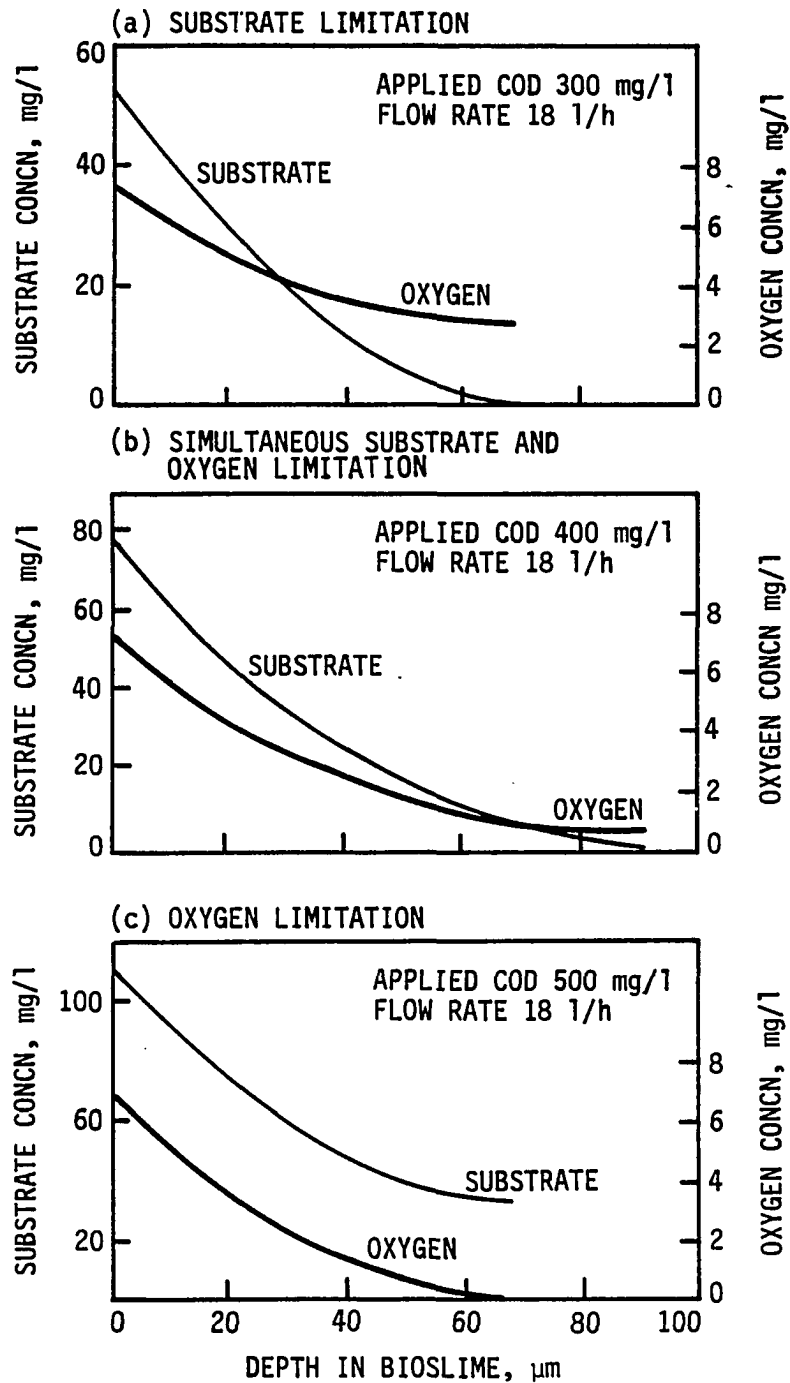 (a) SUBSTRATE LIMITATION
SUBSTRATE CONCN, mg/l
60
40
20
0
APPLIED COD 300 mg/l
FLOW RATE 18 l/h
SUBSTRATE
OXYGEN
8
6
4
2
0
OXYGEN CONCN, mg/l
(b) SIMULTANEOUS SUBSTRATE AND
OXYGEN LIMITATION
SUBSTRATE CONCN, mg/l
80
60
40
20
0
APPLIED COD 400 mg/l
FLOW RATE 18 l/h
SUBSTRATE
OXYGEN
8
6
4
2
0
OXYGEN CONCN mg/l
(c) OXYGEN LIMITATION
SUBSTRATE CONCN, mg/l
100
60
20
APPLIED COD 500 mg/l
FLOW RATE 18 l/h
SUBSTRATE
OXYGEN
8
6
4
2
0
OXYGEN CONCN, mg/l
0 20 40 60 80 100
DEPTH IN BIOSLIME, μm